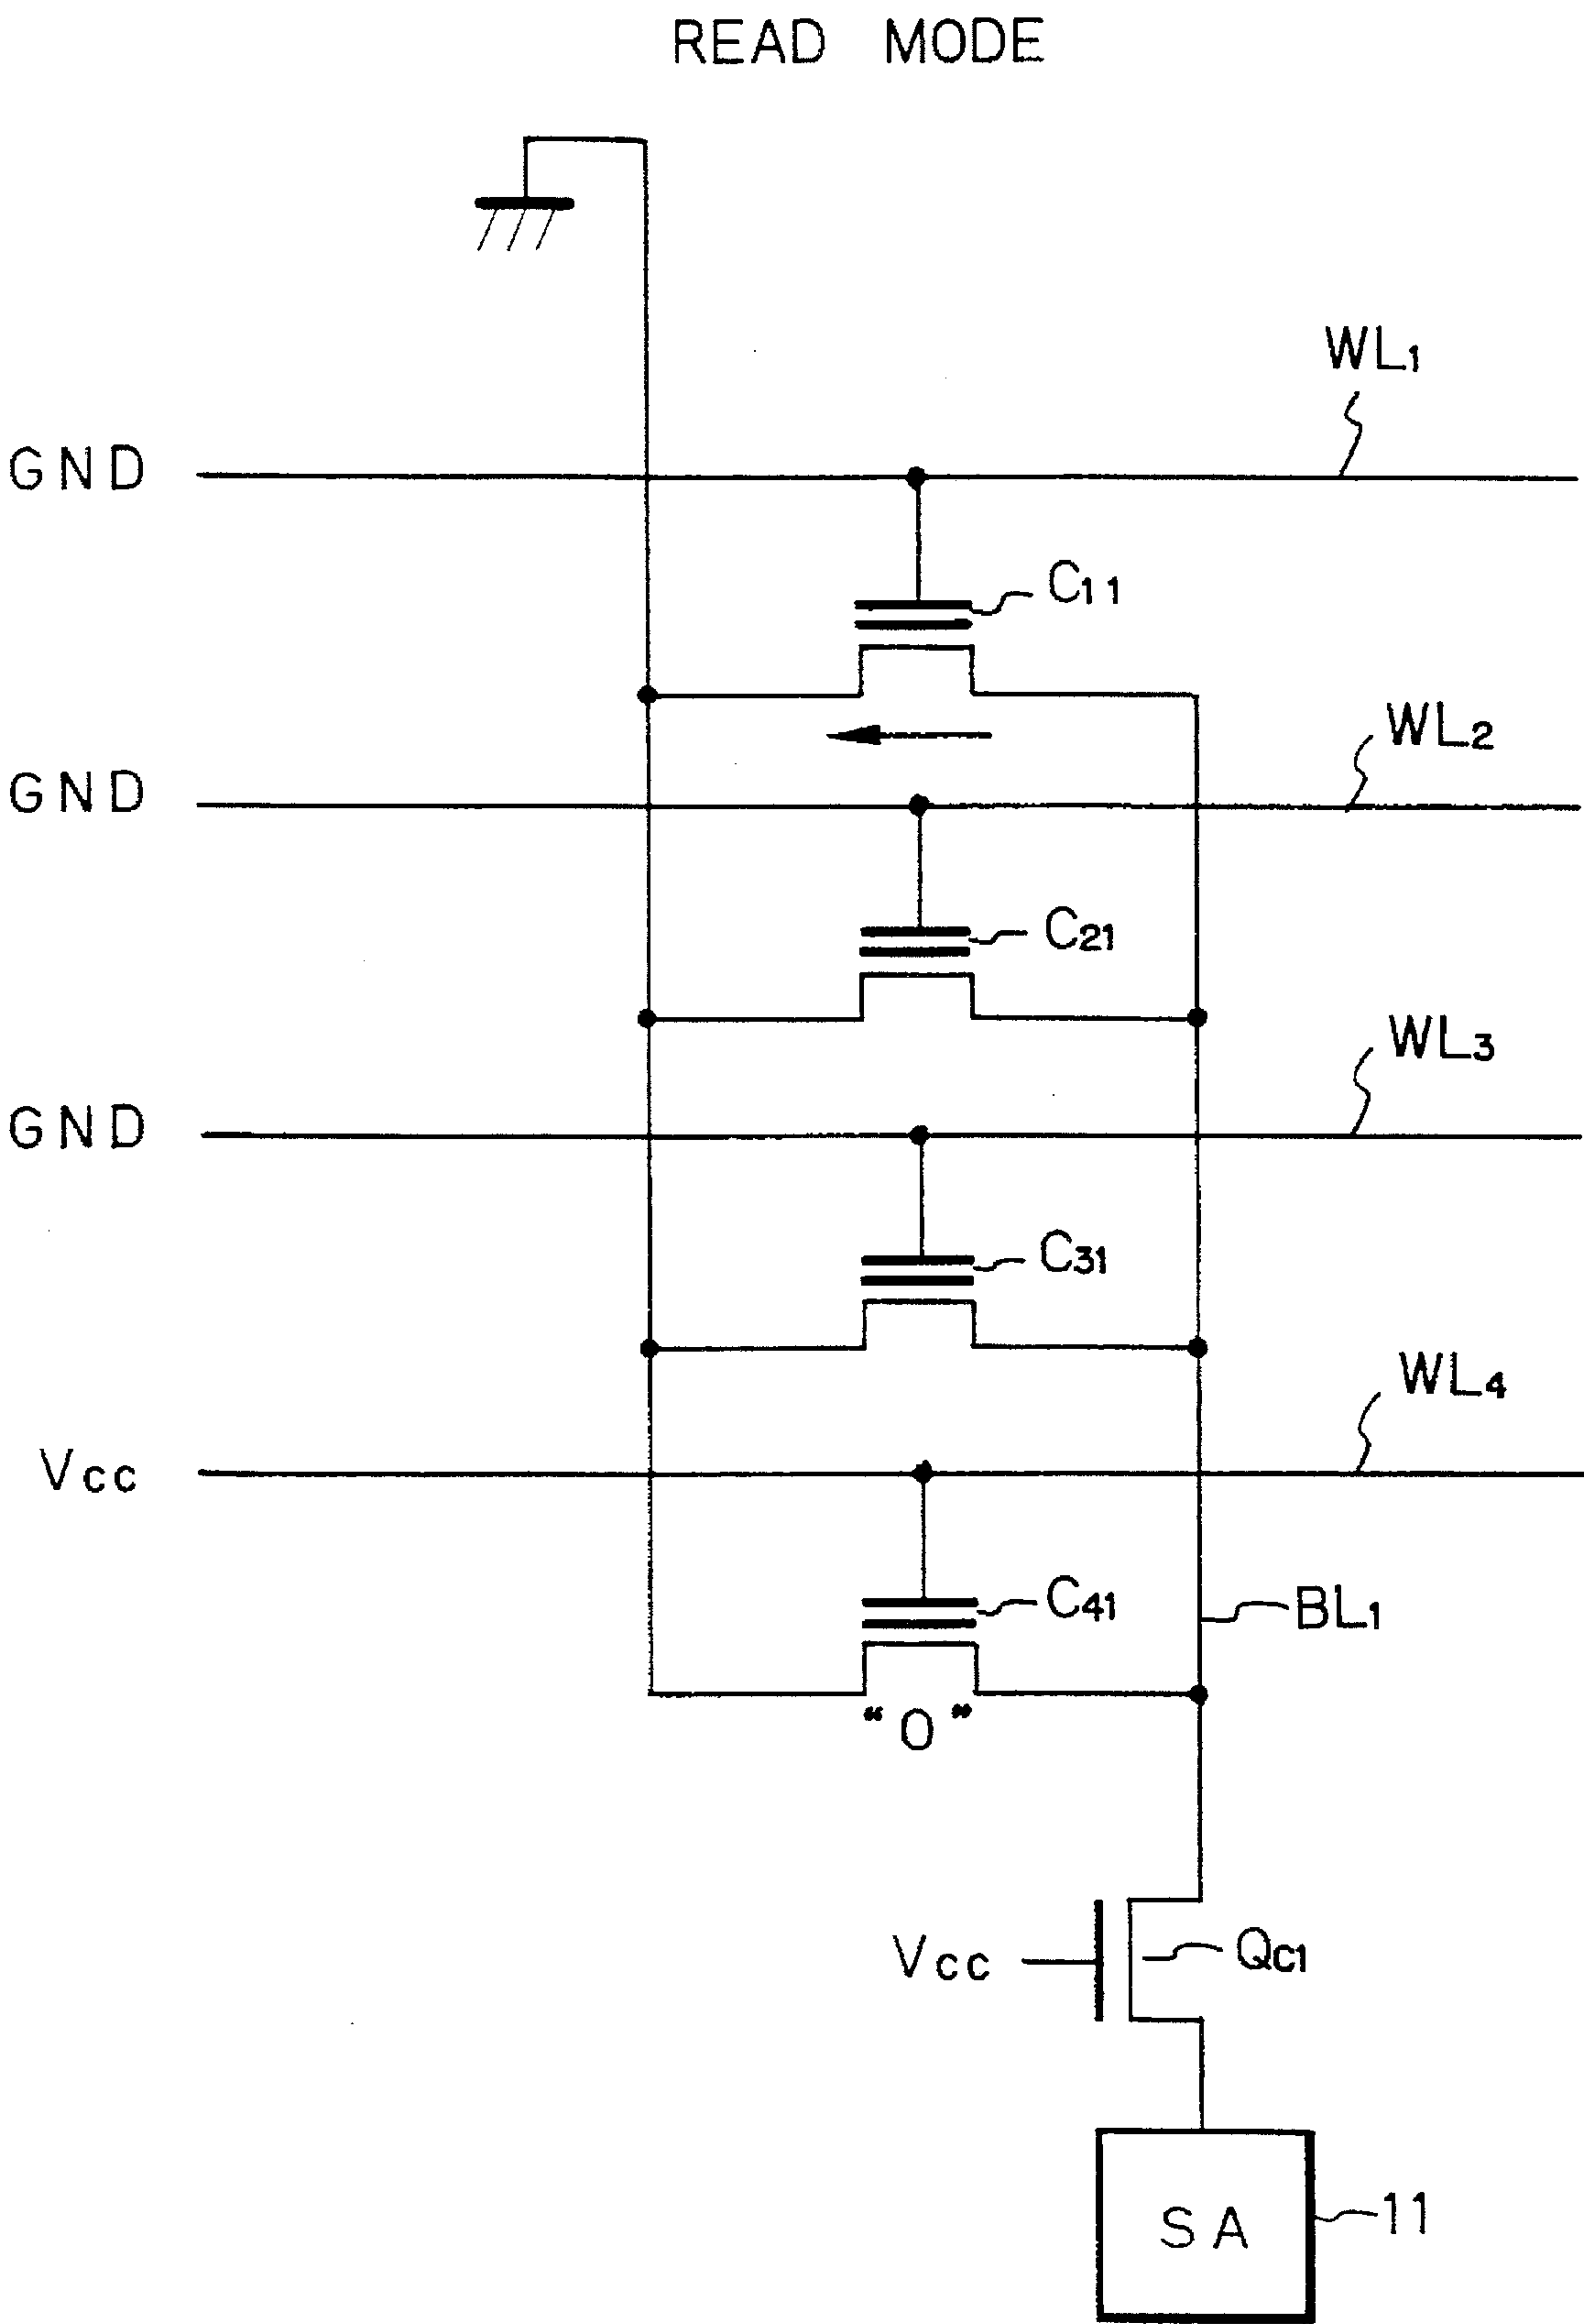 READ MODE
WL1
GND
C11
WL2
GND
C21
WL3
GND
C31
WL4
Vcc
C41
BL1
“0”
Vcc
QC1
SA
11